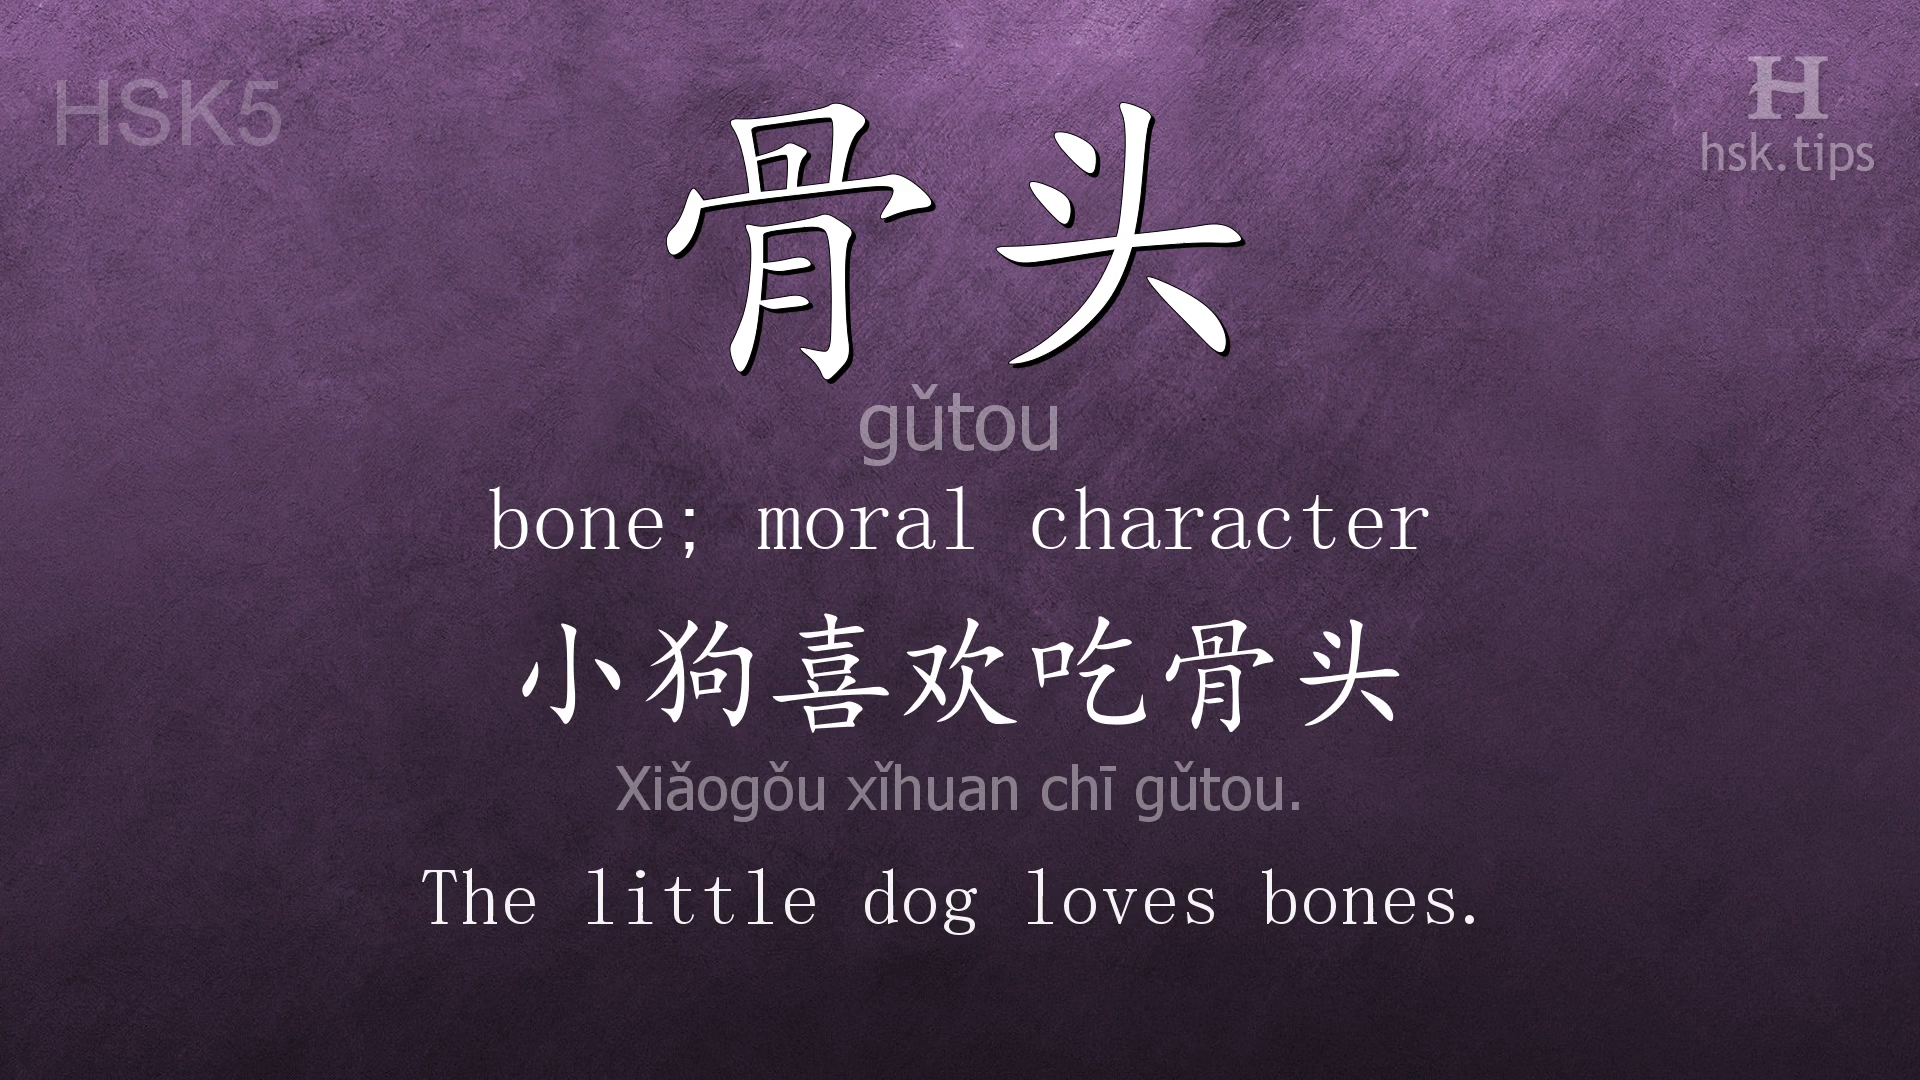 HSK5
H
hsk.tips
骨头
gǔtou
bone; moral character
小狗喜欢吃骨头
Xiǎogǒu xǐhuan chī gǔtou.
The little dog loves bones.